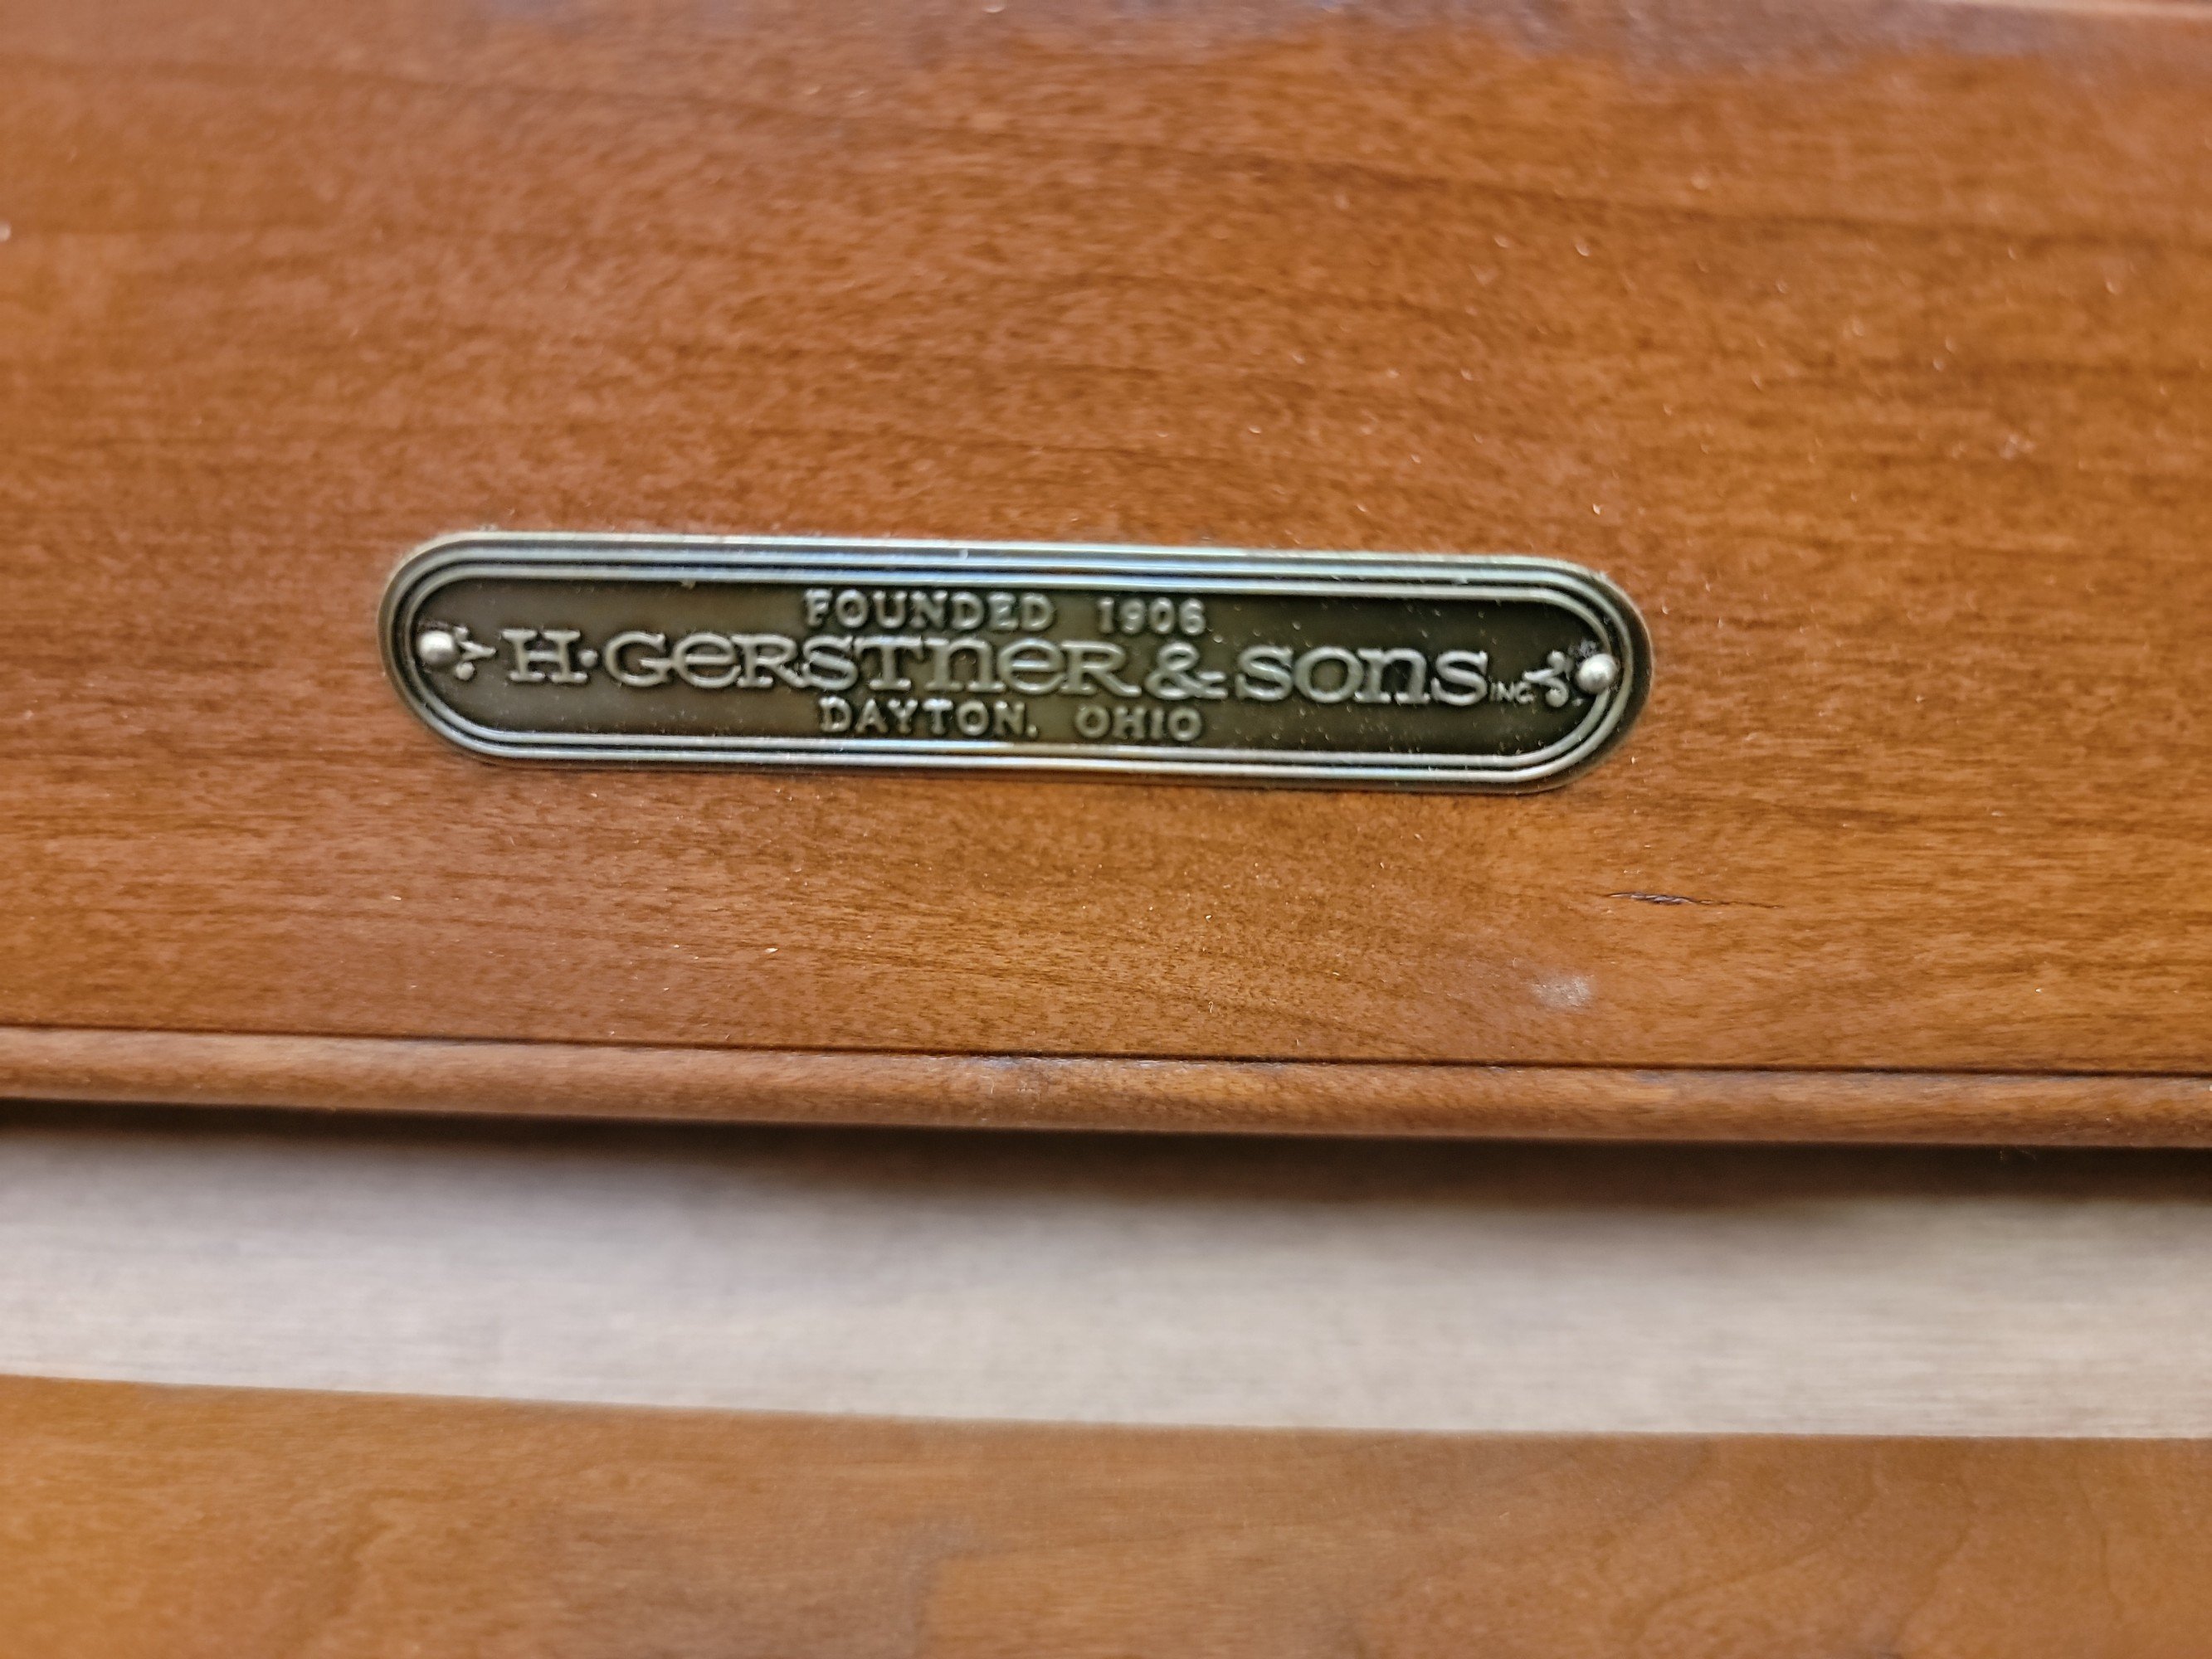 FOUNDED 1906
H·GERSTNER & SONS INC.
DAYTON, OHIO